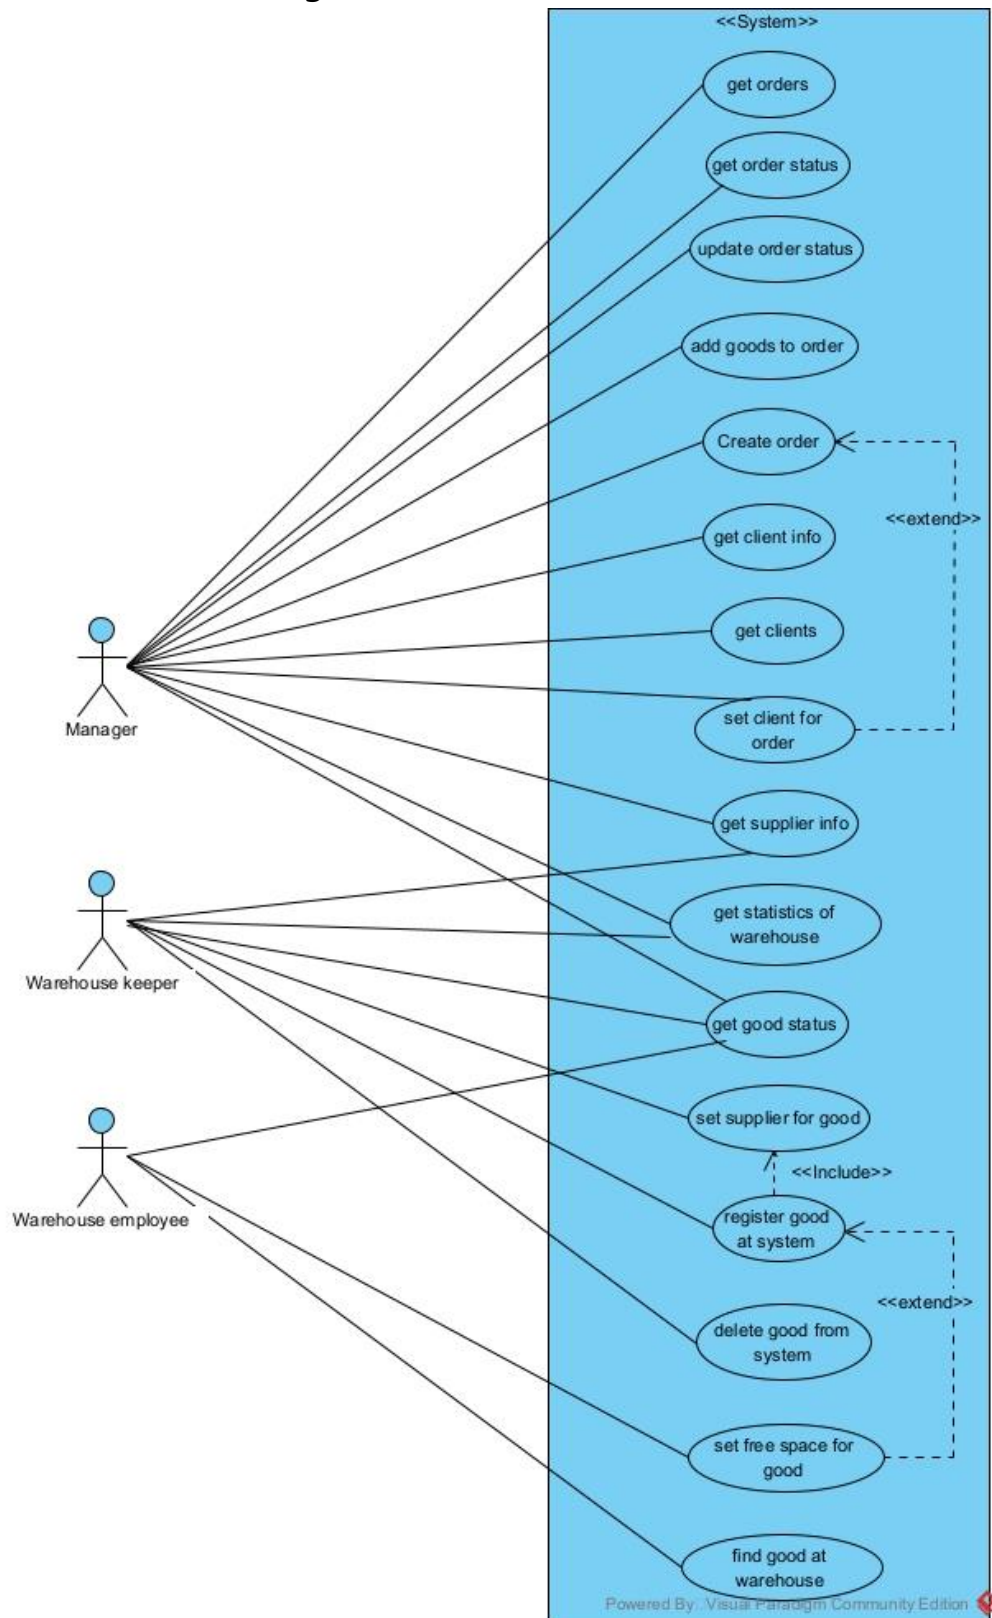 <<System>>
get orders
get order status
update order status
add goods to order
Create order
<<extend>>
get client info
get clients
Manager
set client for
order
get supplier info
get statistics of
warehouse
Warehouse keeper
get good status
set supplier for good
<<Include>>
Warehouse employee
register good
at system
<<extend>>
delete good from
system
set free space for
good
find good at
warehouse
Powered By: Visual Paradigm Community Edition